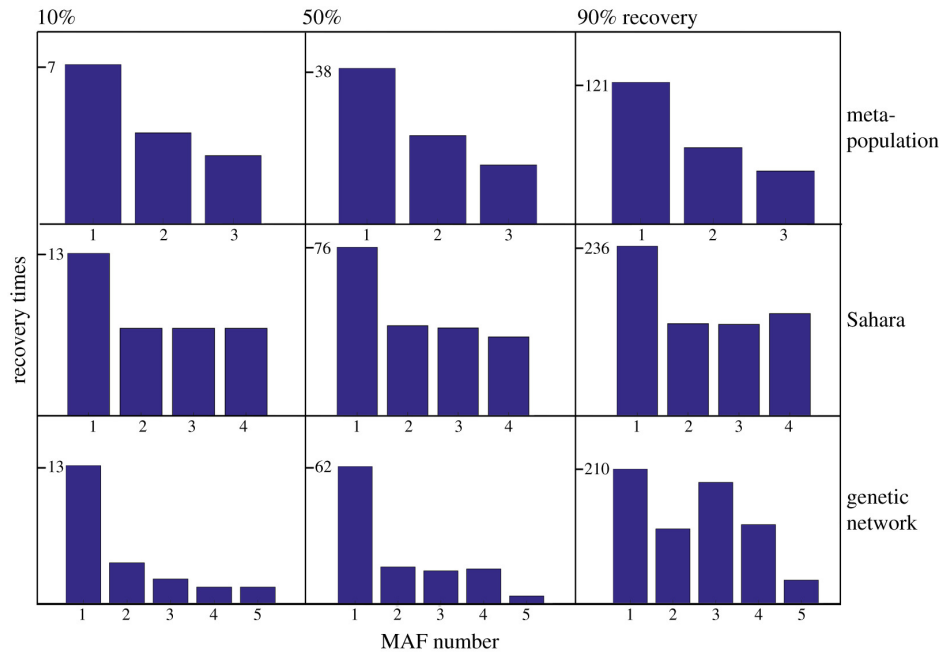 10%
50%
90% recovery
7
38
121
meta-
population
1 2 3
1 2 3
1 2 3
13
76
236
Sahara
1 2 3 4
1 2 3 4
1 2 3 4
13
62
210
genetic
network
1 2 3 4 5
1 2 3 4 5
1 2 3 4 5
recovery times
MAF number